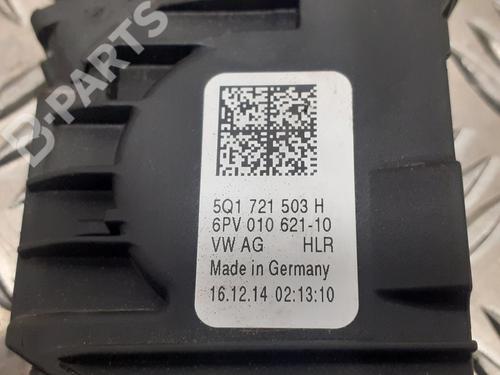 B-PARTS
5Q1 721 503 H
6PV 010 621-10
VW AG HLR
Made in Germany
16.12.14 02:13:10